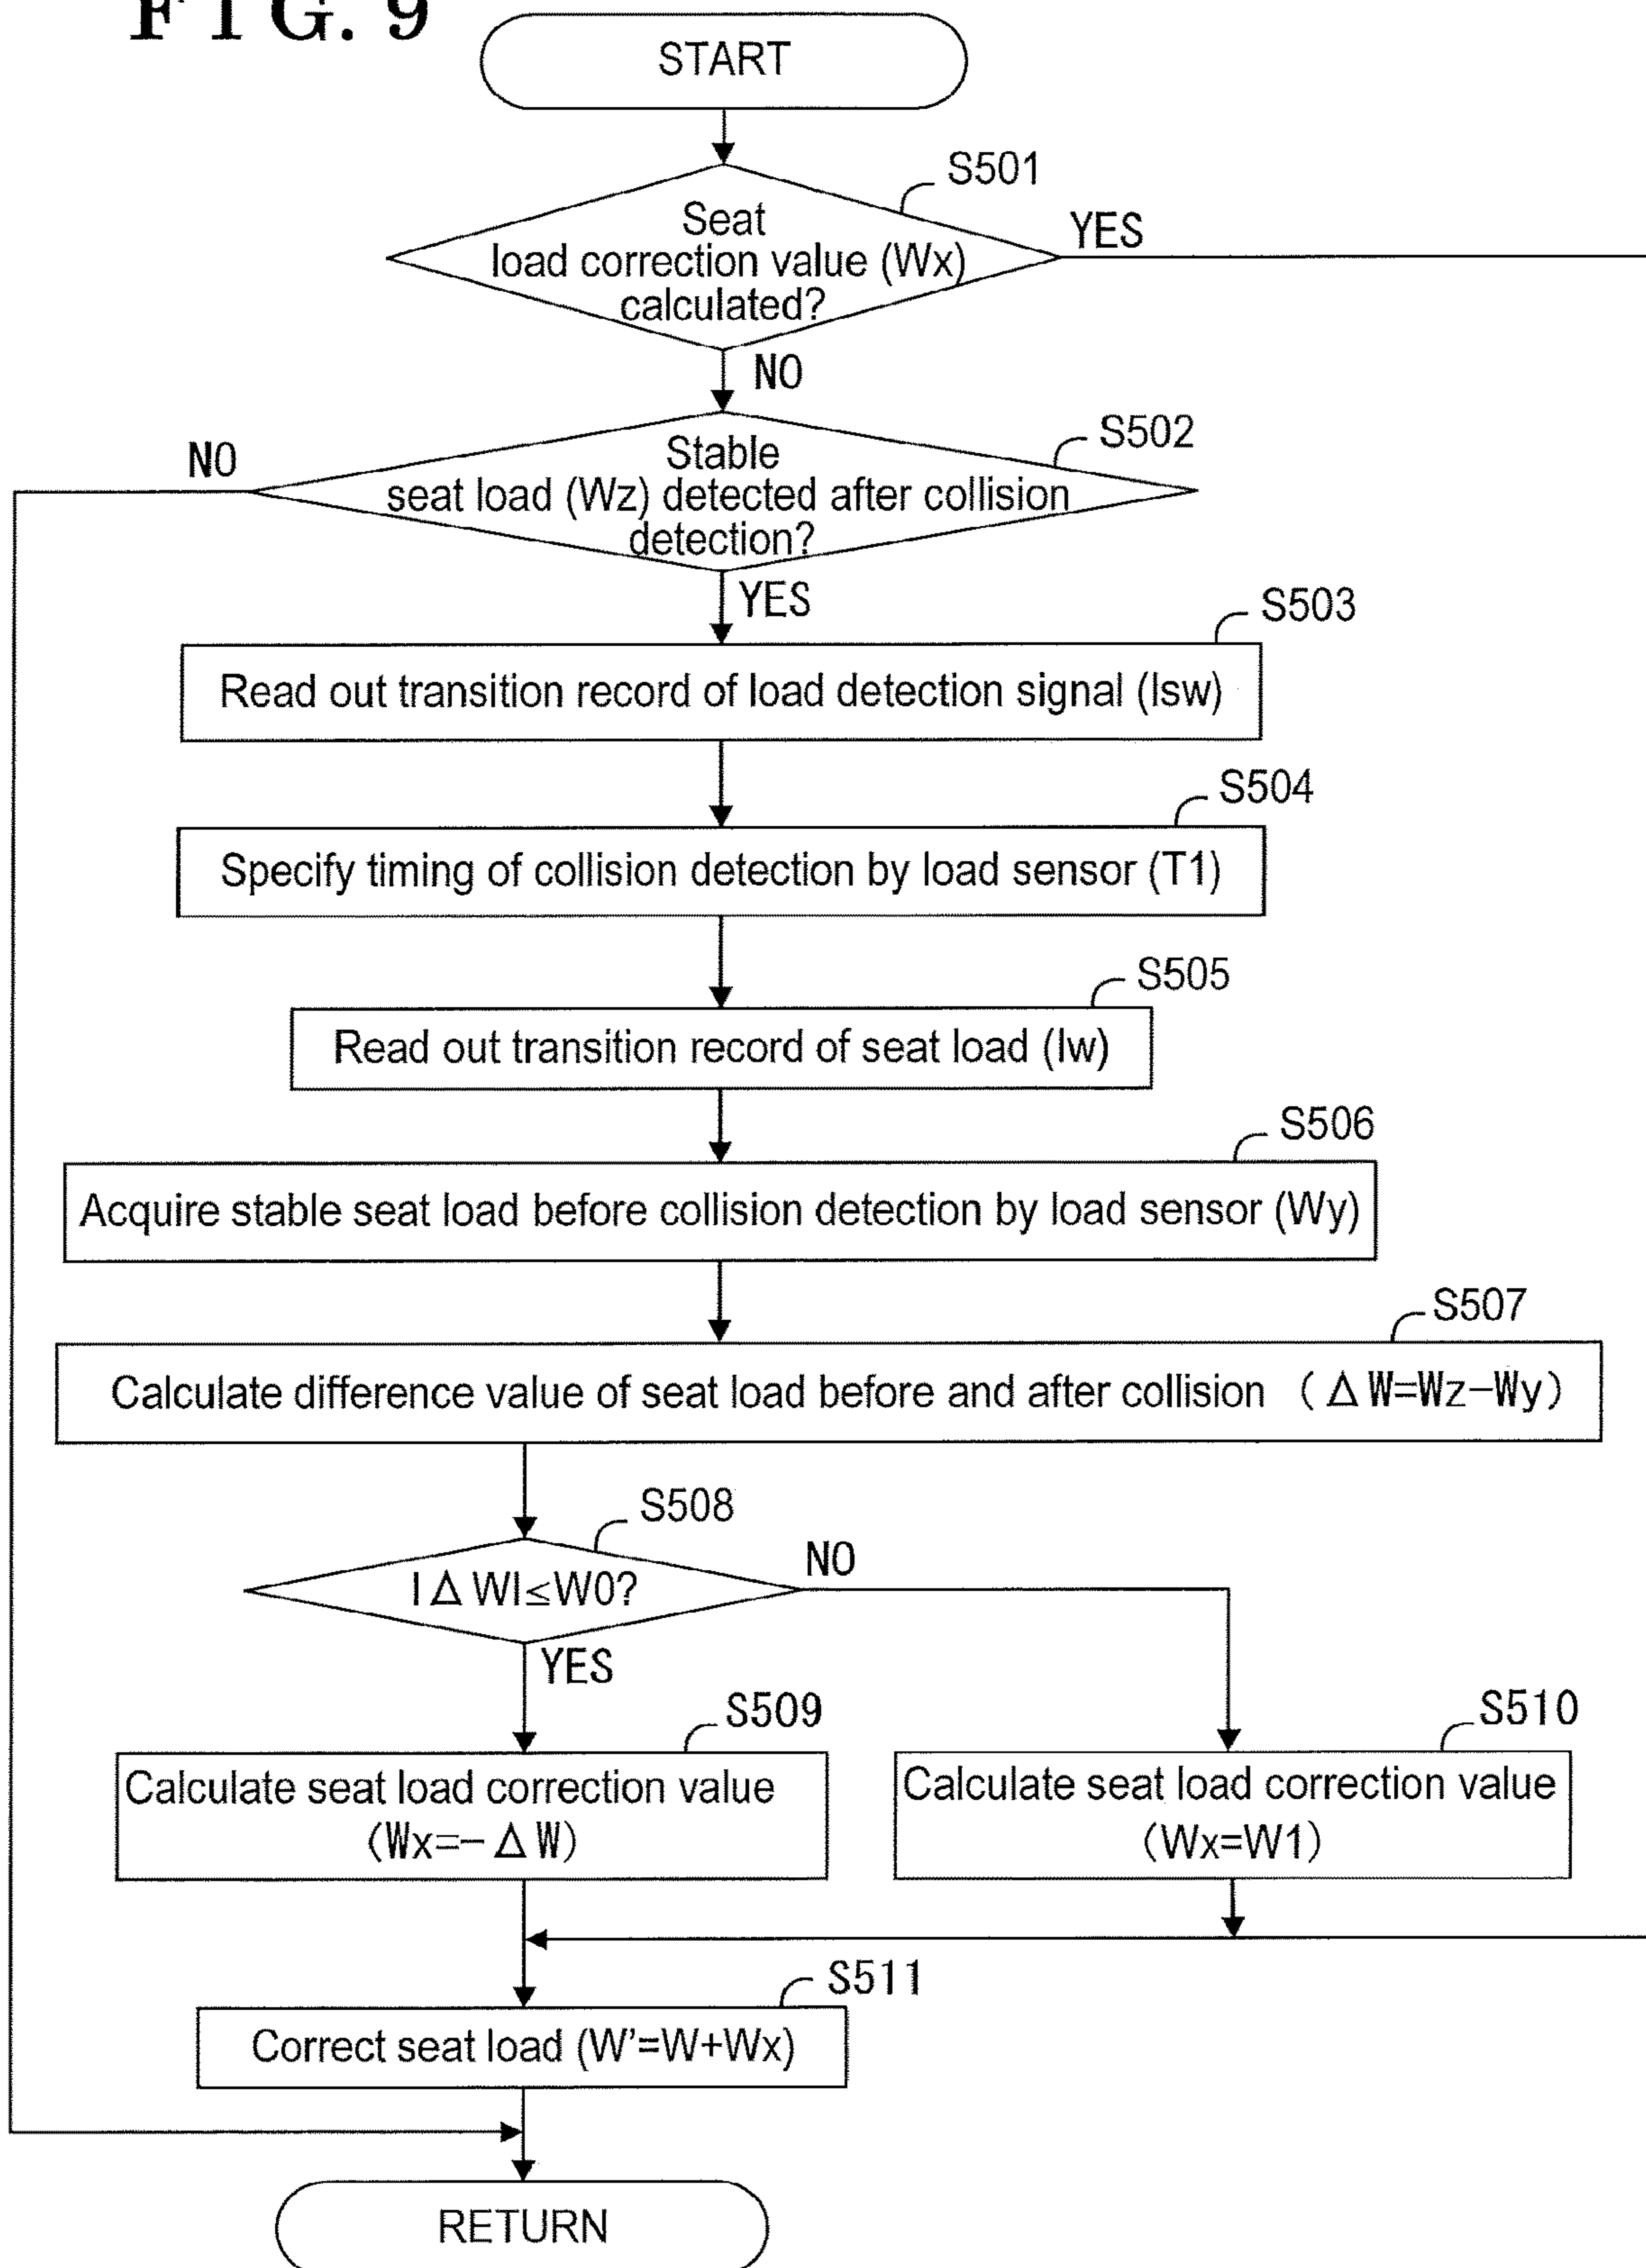 FIG. 9
START
S501
Seat
load correction value (Wx)
calculated?
YES
NO
S502
Stable
seat load (Wz) detected after collision
detection?
NO
YES
S503
Read out transition record of load detection signal (Isw)
S504
Specify timing of collision detection by load sensor (T1)
S505
Read out transition record of seat load (Iw)
S506
Acquire stable seat load before collision detection by load sensor (Wy)
S507
Calculate difference value of seat load before and after collision (ΔW=Wz−Wy)
S508
|ΔW|≤W0?
NO
YES
S509
Calculate seat load correction value
(Wx=−ΔW)
S510
Calculate seat load correction value
(Wx=W1)
S511
Correct seat load (W'=W+Wx)
RETURN